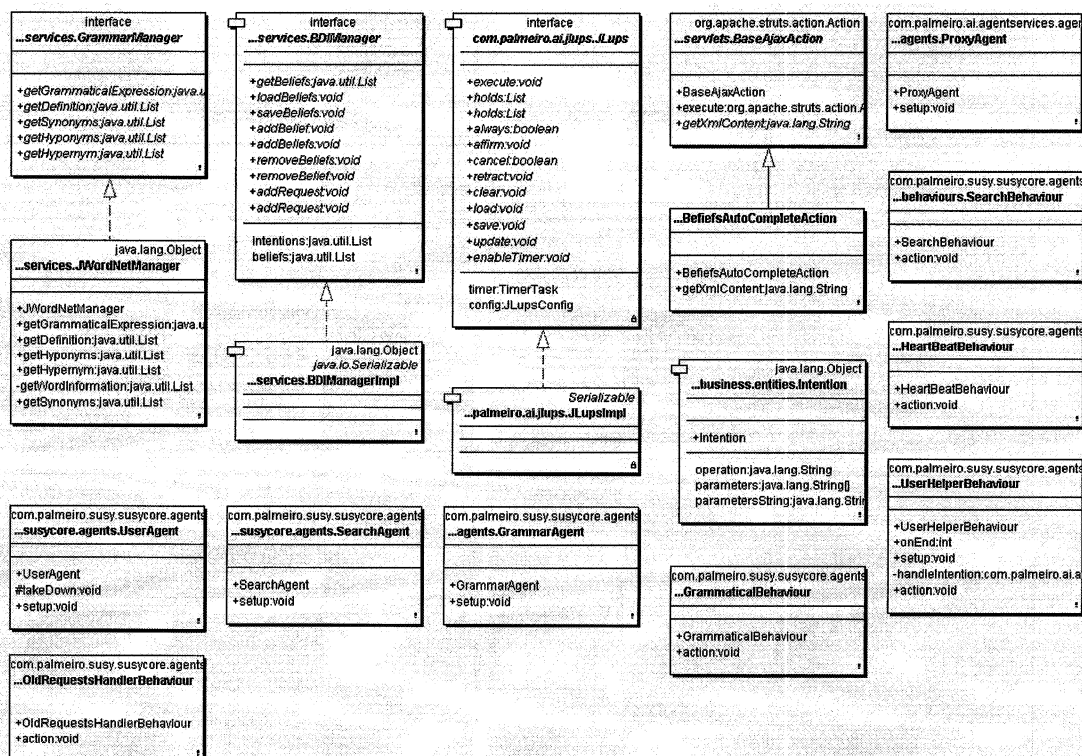 interface
...services.GrammarManager
+getGrammaticalExpression:java.u
+getDefinition:java.util.List
+getSynonyms:java.util.List
+getHyponyms:java.util.List
+getHypernym:java.util.List
java.lang.Object
...services.JWordNetManager
+JWordNetManager
+getGrammaticalExpression:java.u
+getDefinition:java.util.List
+getHyponyms:java.util.List
+getHypernym:java.util.List
-getWordInformation:java.util.List
+getSynonyms:java.util.List
interface
...services.BDIManager
+getBeliefs:java.util.List
+loadBeliefs:void
+saveBeliefs:void
+addBelief:void
+addBeliefs:void
+removeBeliefs:void
+removeBelief:void
+addRequest:void
+addRequest:void
intentions:java.util.List
beliefs:java.util.List
java.lang.Object
java.io.Serializable
...services.BDIManagerImpl
interface
com.palmeiro.ai.jlups.JLups
+execute:void
+holds:List
+holds:List
+always:boolean
+affirm:void
+cancel:boolean
+retract:void
+clear:void
+load:void
+save:void
+update:void
+enableTimer:void
timer:TimerTask
config:JLupsConfig
Serializable
...palmeiro.ai.jlups.JLupsImpl
org.apache.struts.action.Action
...servlets.BaseAjaxAction
+BaseAjaxAction
+execute:org.apache.struts.action.A
+getXmlContent:java.lang.String
...BeliefsAutoCompleteAction
+BeliefsAutoCompleteAction
+getXmlContent:java.lang.String
java.lang.Object
...business.entities.Intention
+Intention
operation:java.lang.String
parameters:java.lang.String[]
parametersString:java.lang.Strin
com.palmeiro.ai.agentservices.agen
...agents.ProxyAgent
+ProxyAgent
+setup:void
com.palmeiro.susy.susycore.agents
...behaviours.SearchBehaviour
+SearchBehaviour
+action:void
com.palmeiro.susy.susycore.agents
...HeartBeatBehaviour
+HeartBeatBehaviour
+action:void
com.palmeiro.susy.susycore.agents
...UserHelperBehaviour
+UserHelperBehaviour
+onEnd:int
+setup:void
-handleIntention:com.palmeiro.ai.a
+action:void
com.palmeiro.susy.susycore.agents
...susycore.agents.UserAgent
+UserAgent
#takeDown:void
+setup:void
com.palmeiro.susy.susycore.agents
...susycore.agents.SearchAgent
+SearchAgent
+setup:void
com.palmeiro.susy.susycore.agents
...agents.GrammarAgent
+GrammarAgent
+setup:void
com.palmeiro.susy.susycore.agents
...GrammaticalBehaviour
+GrammaticalBehaviour
+action:void
com.palmeiro.susy.susycore.agents
...OldRequestsHandlerBehaviour
+OldRequestsHandlerBehaviour
+action:void